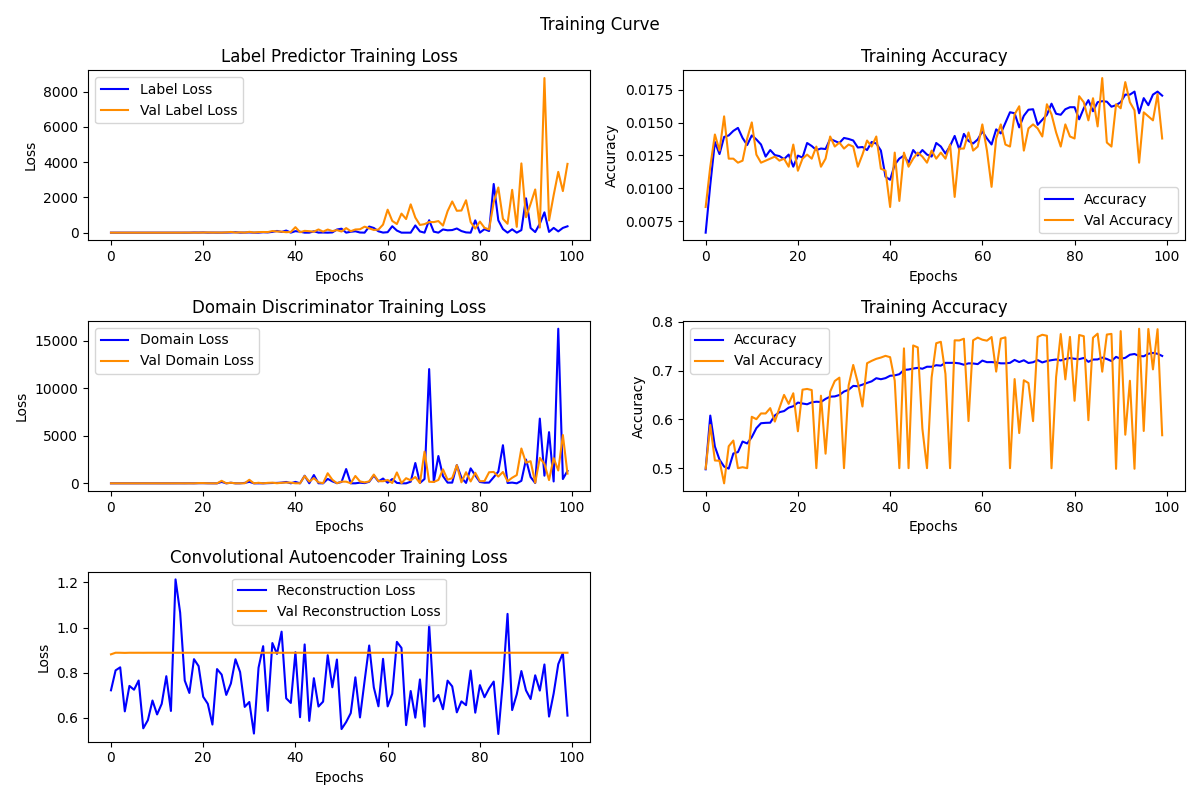 Training Curve
Label Predictor Training Loss
Loss
8000
6000
4000
2000
0
Label Loss
Val Label Loss
0 20 40 60 80 100
Epochs
Training Accuracy
Accuracy
0.0175
0.0150
0.0125
0.0100
0.0075
Accuracy
Val Accuracy
0 20 40 60 80 100
Epochs
Domain Discriminator Training Loss
Loss
15000
10000
5000
0
Domain Loss
Val Domain Loss
0 20 40 60 80 100
Epochs
Training Accuracy
Accuracy
0.8
0.7
0.6
0.5
Accuracy
Val Accuracy
0 20 40 60 80 100
Epochs
Convolutional Autoencoder Training Loss
Loss
1.2
1.0
0.8
0.6
Reconstruction Loss
Val Reconstruction Loss
0 20 40 60 80 100
Epochs